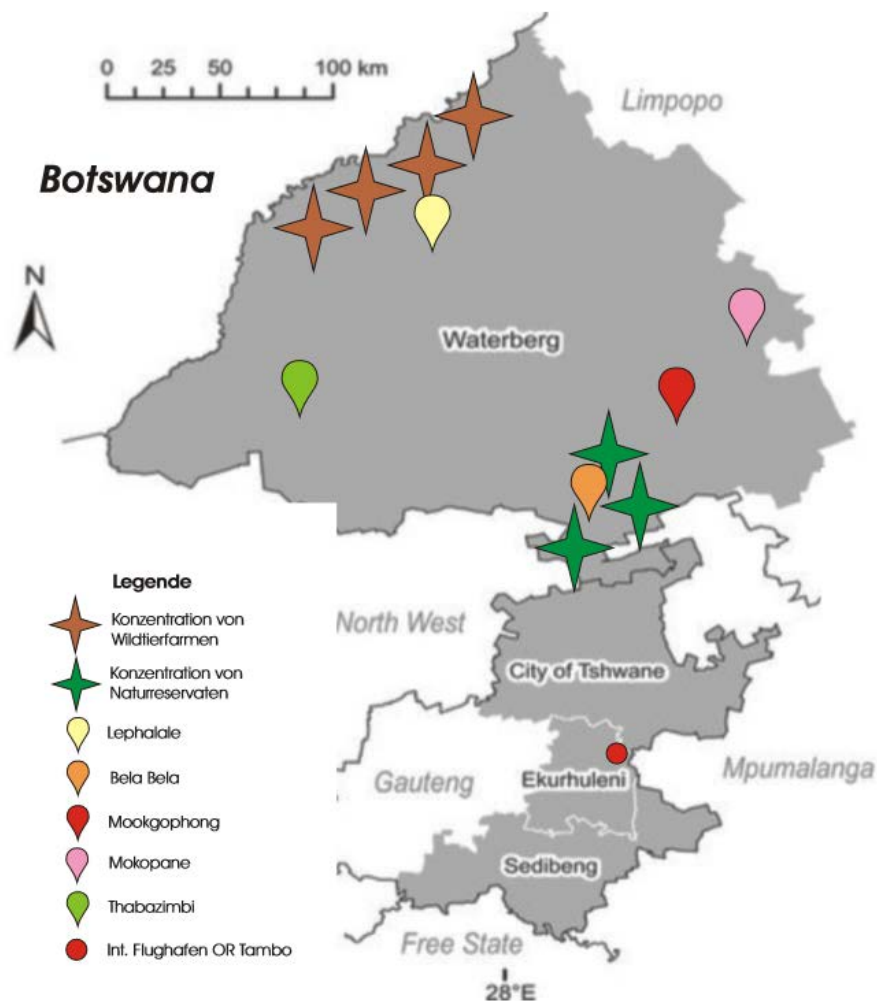 0 25 50 100 km
Limpopo
Botswana
N
Waterberg
Legende
Konzentration von
Wildtierfarmen
Konzentration von
Naturreservaten
Lephalale
Bela Bela
Mookgophong
Mokopane
Thabazimbi
Int. Flughafen OR Tambo
North West
City of Tshwane
Gauteng
Ekurhuleni
Mpumalanga
Sedibeng
Free State
28°E